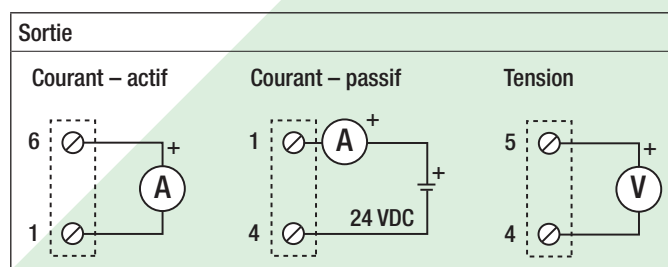 Sortie
Courant – actif
6
+
A
1
Courant – passif
1
A
+
+
24 VDC
4
Tension
5
+
V
4